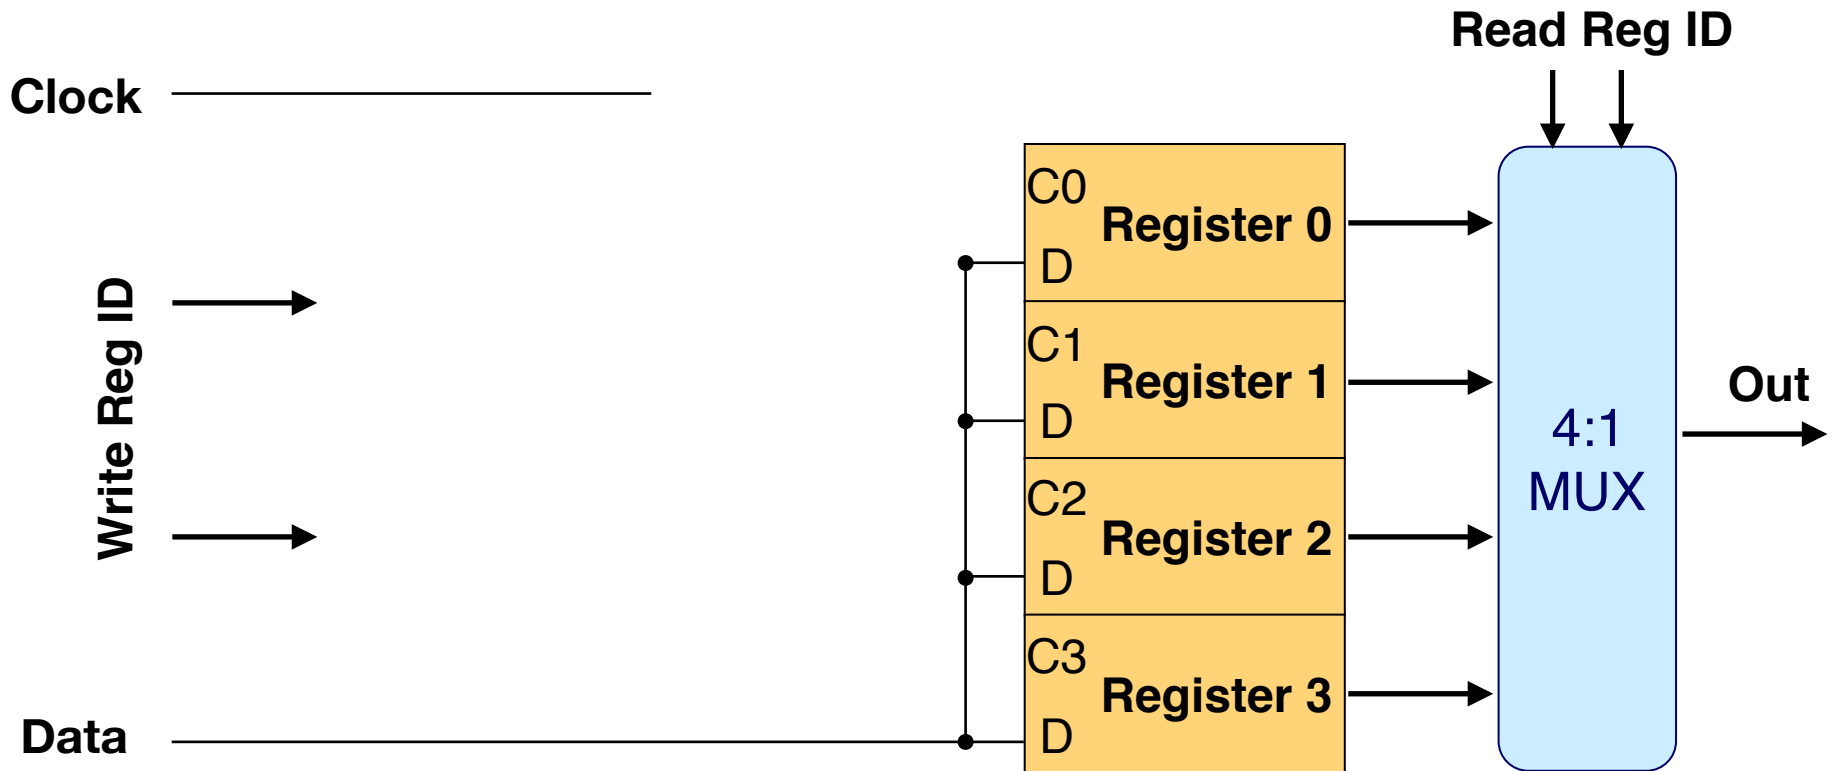 Read Reg ID
Clock
C0
Register 0
D
Write Reg ID
C1
Register 1
D
Out
4:1
MUX
C2
Register 2
D
C3
Register 3
D
Data